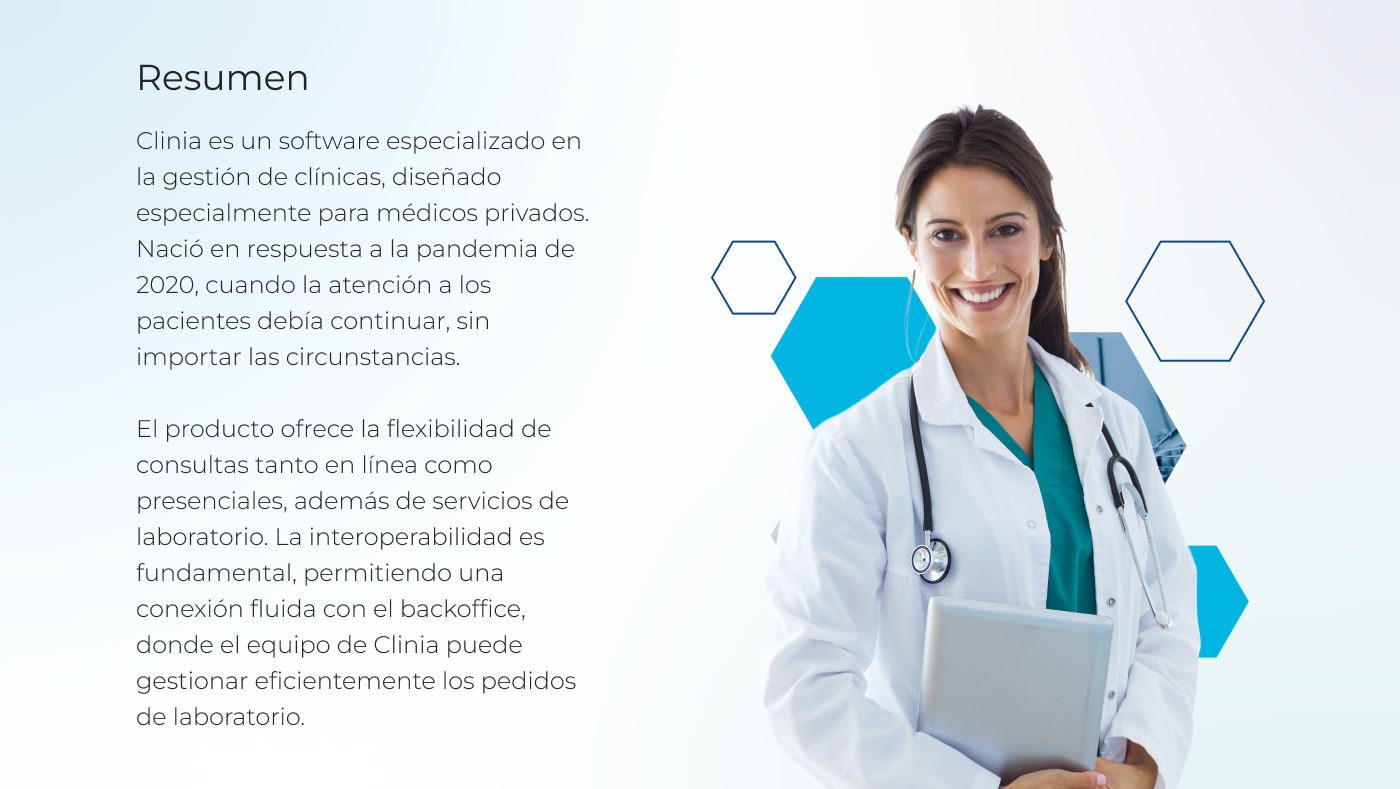 Resumen
Clinia es un software especializado en
la gestión de clínicas, diseñado
especialmente para médicos privados.
Nació en respuesta a la pandemia de
2020, cuando la atención a los
pacientes debía continuar, sin
importar las circunstancias.
El producto ofrece la flexibilidad de
consultas tanto en línea como
presenciales, además de servicios de
laboratorio. La interoperabilidad es
fundamental, permitiendo una
conexión fluida con el backoffice,
donde el equipo de Clinia puede
gestionar eficientemente los pedidos
de laboratorio.